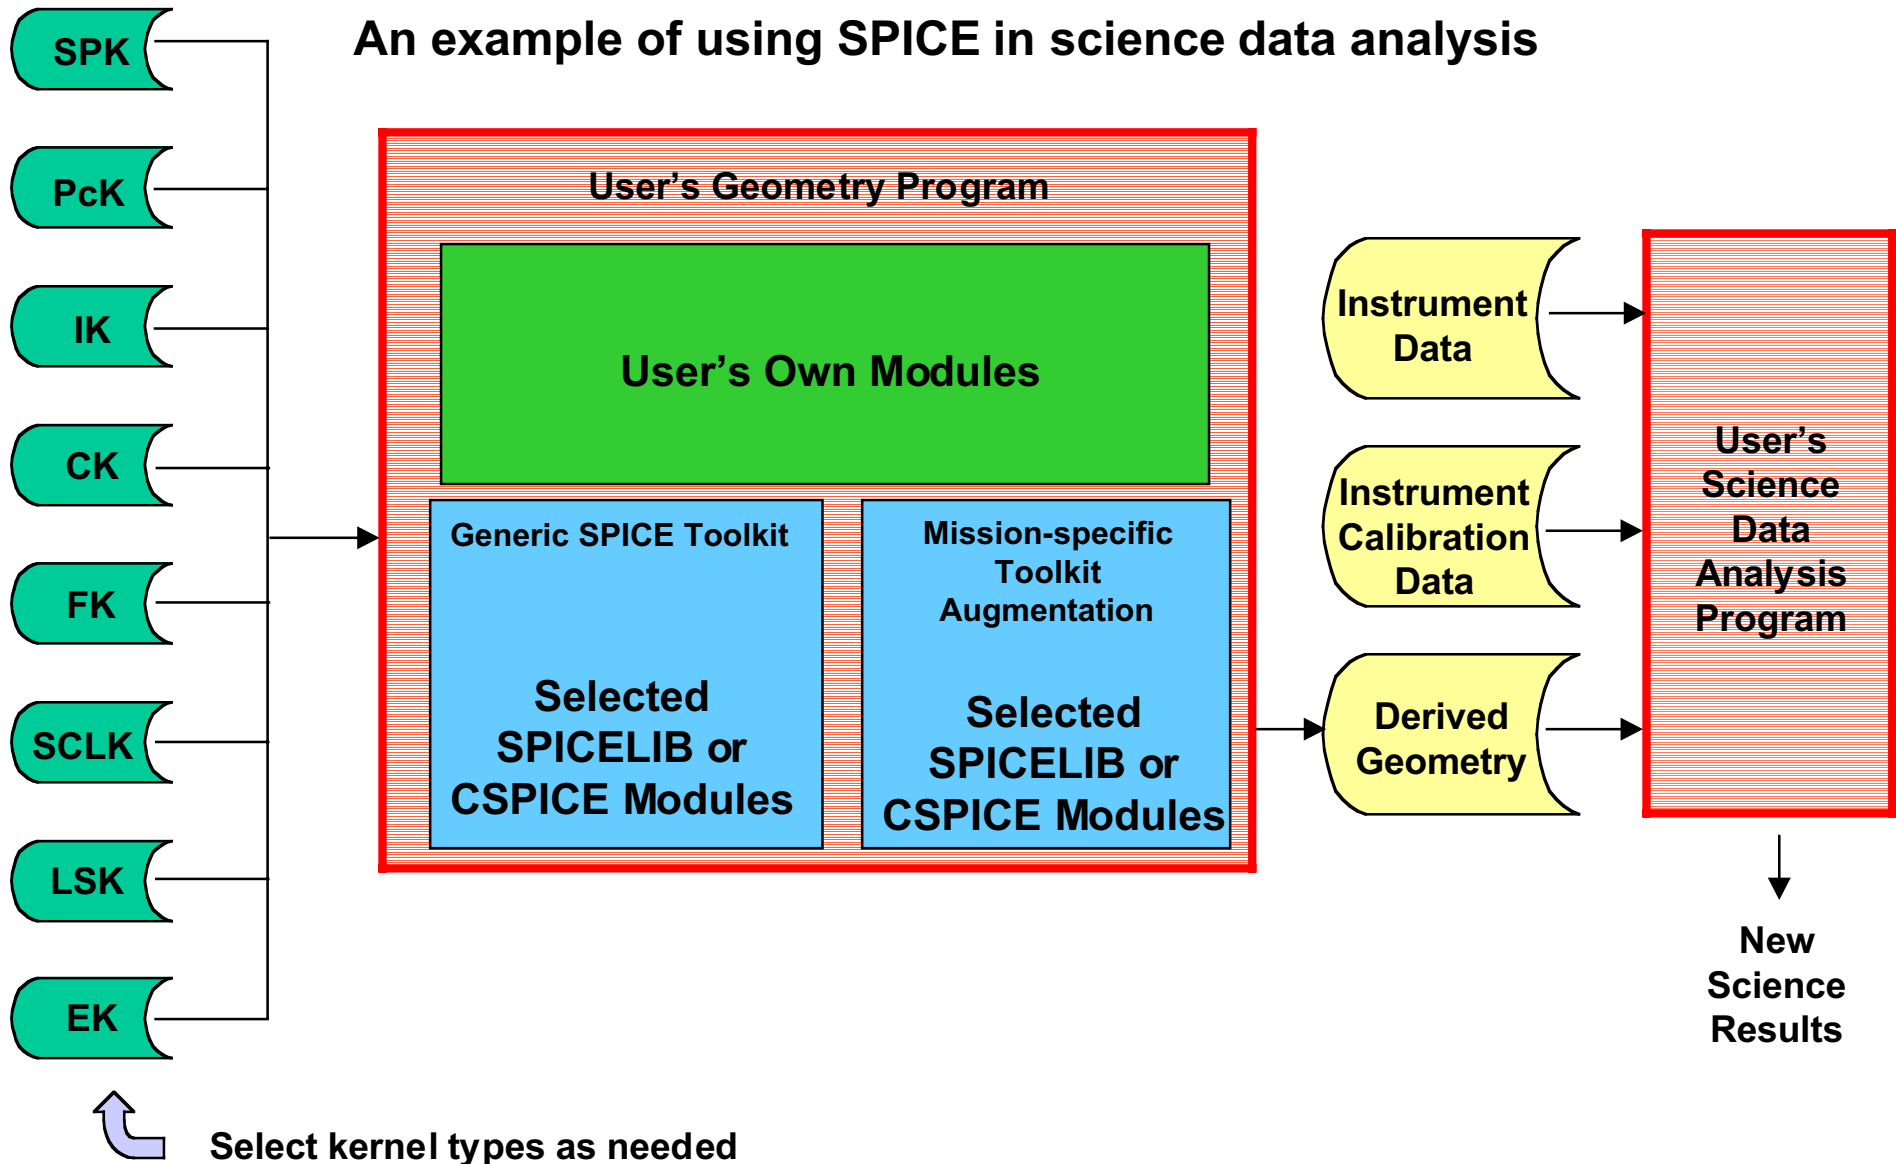 An example of using SPICE in science data analysis
SPK
PcK
IK
CK
FK
SCLK
LSK
EK
Select kernel types as needed
User's Geometry Program
User's Own Modules
Generic SPICE Toolkit
Selected
SPICELIB or
CSPICE Modules
Mission-specific
Toolkit
Augmentation
Selected
SPICELIB or
CSPICE Modules
Instrument
Data
Instrument
Calibration
Data
Derived
Geometry
User's
Science
Data
Analysis
Program
New
Science
Results